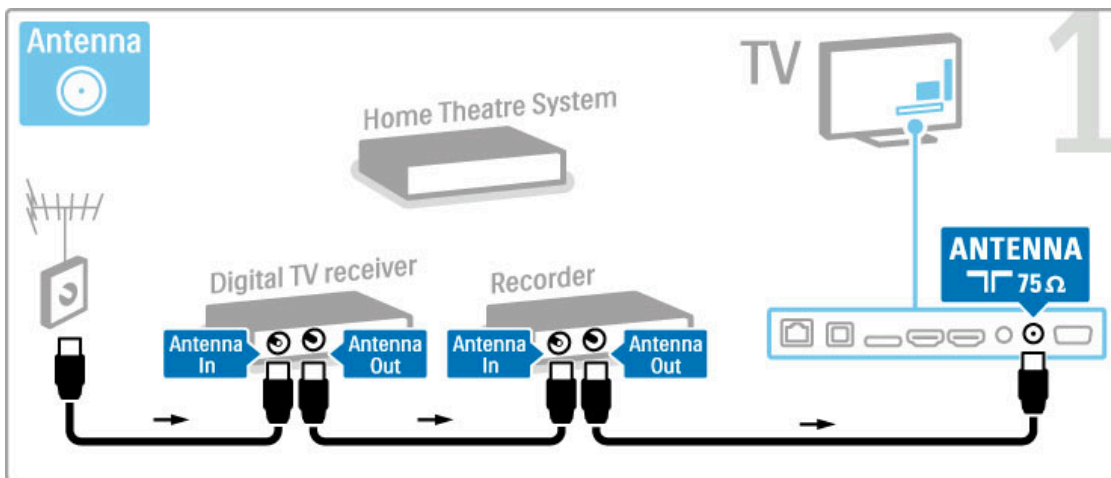 Antenna
TV
1
Home Theatre System
Digital TV receiver
Recorder
ANTENNA
75 Ω
Antenna
In
Antenna
Out
Antenna
In
Antenna
Out